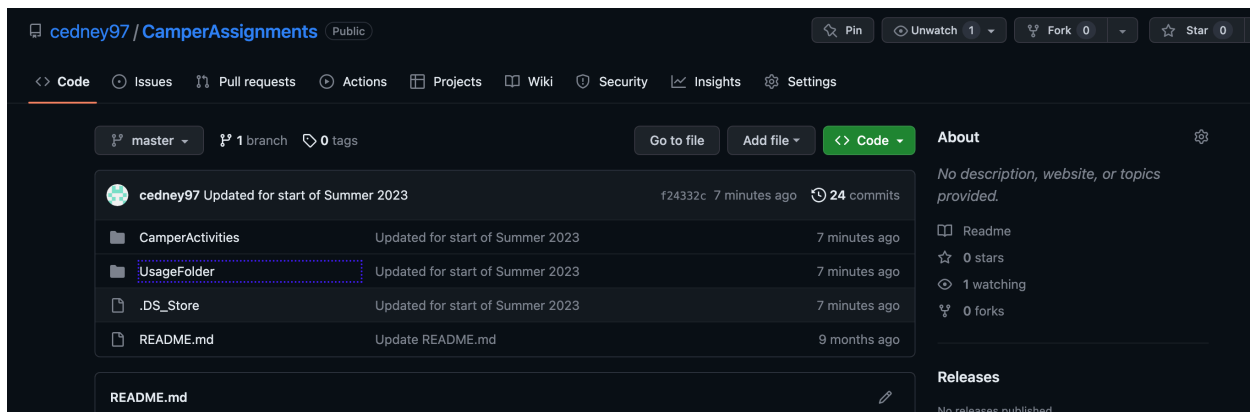 cedney97 / CamperAssignments Public Pin Unwatch 1 Fork 0 Star 0
Code Issues Pull requests Actions Projects Wiki Security Insights Settings
master 1 branch 0 tags Go to file Add file Code
About
No description, website, or topics
provided.
cedney97 Updated for start of Summer 2023 f24332c 7 minutes ago 24 commits
CamperActivities Updated for start of Summer 2023 7 minutes ago
UsageFolder Updated for start of Summer 2023 7 minutes ago
.DS_Store Updated for start of Summer 2023 7 minutes ago
README.md Update README.md 9 months ago
Readme
0 stars
1 watching
0 forks
README.md
Releases
No releases published